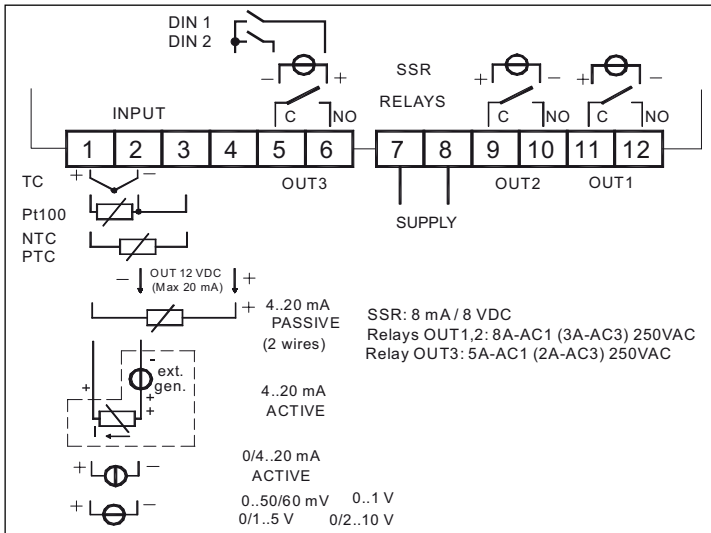 DIN 1
DIN 2
− + SSR + − + −
INPUT RELAYS
C NO C NO C NO
1 2 3 4 5 6 7 8 9 10 11 12
TC + − OUT3 OUT2 OUT1
Pt100
SUPPLY
NTC
PTC
− OUT 12 VDC +
(Max 20 mA)
+ 4..20 mA
PASSIVE
(2 wires)
SSR: 8 mA / 8 VDC
Relays OUT1,2: 8A-AC1 (3A-AC3) 250VAC
Relay OUT3: 5A-AC1 (2A-AC3) 250VAC
-
ext.
gen.
+ +
+
I
4..20 mA
ACTIVE
+ − 0/4..20 mA
ACTIVE
+ − 0..50/60 mV 0..1 V
0/1..5 V 0/2..10 V